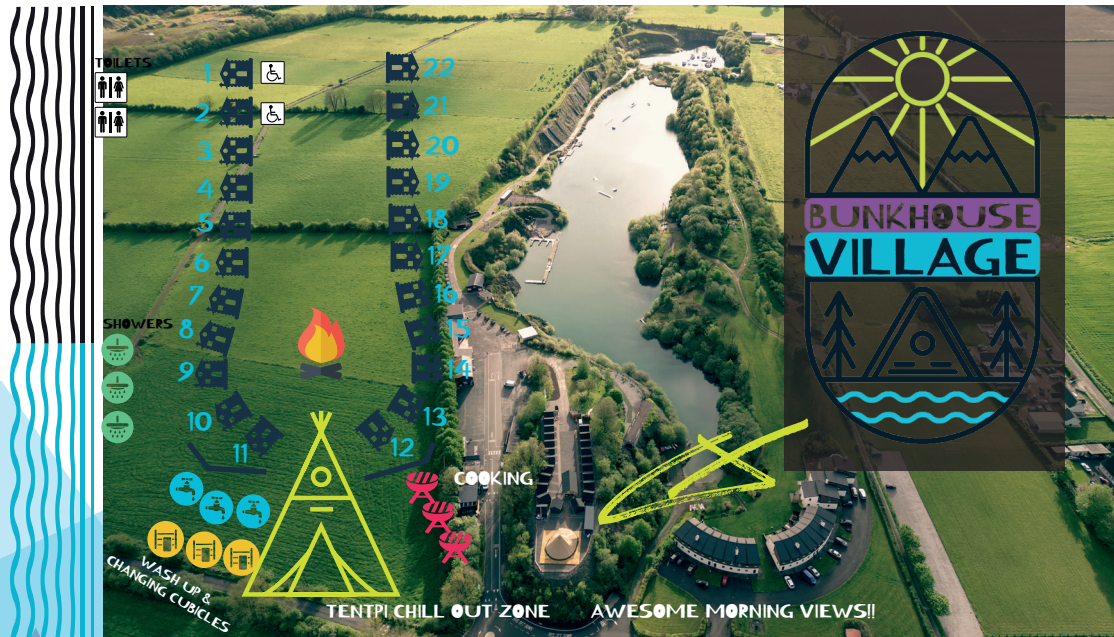 TOILETS
1
2
3
4
5
6
7
8
9
10
11
22
21
20
19
18
17
16
15
14
13
12
SHOWERS
COOKING
WASH UP &
CHANGING CUBICLES
TENTPI CHILL OUT ZONE
AWESOME MORNING VIEWS!!
BUNKHOUSE
VILLAGE